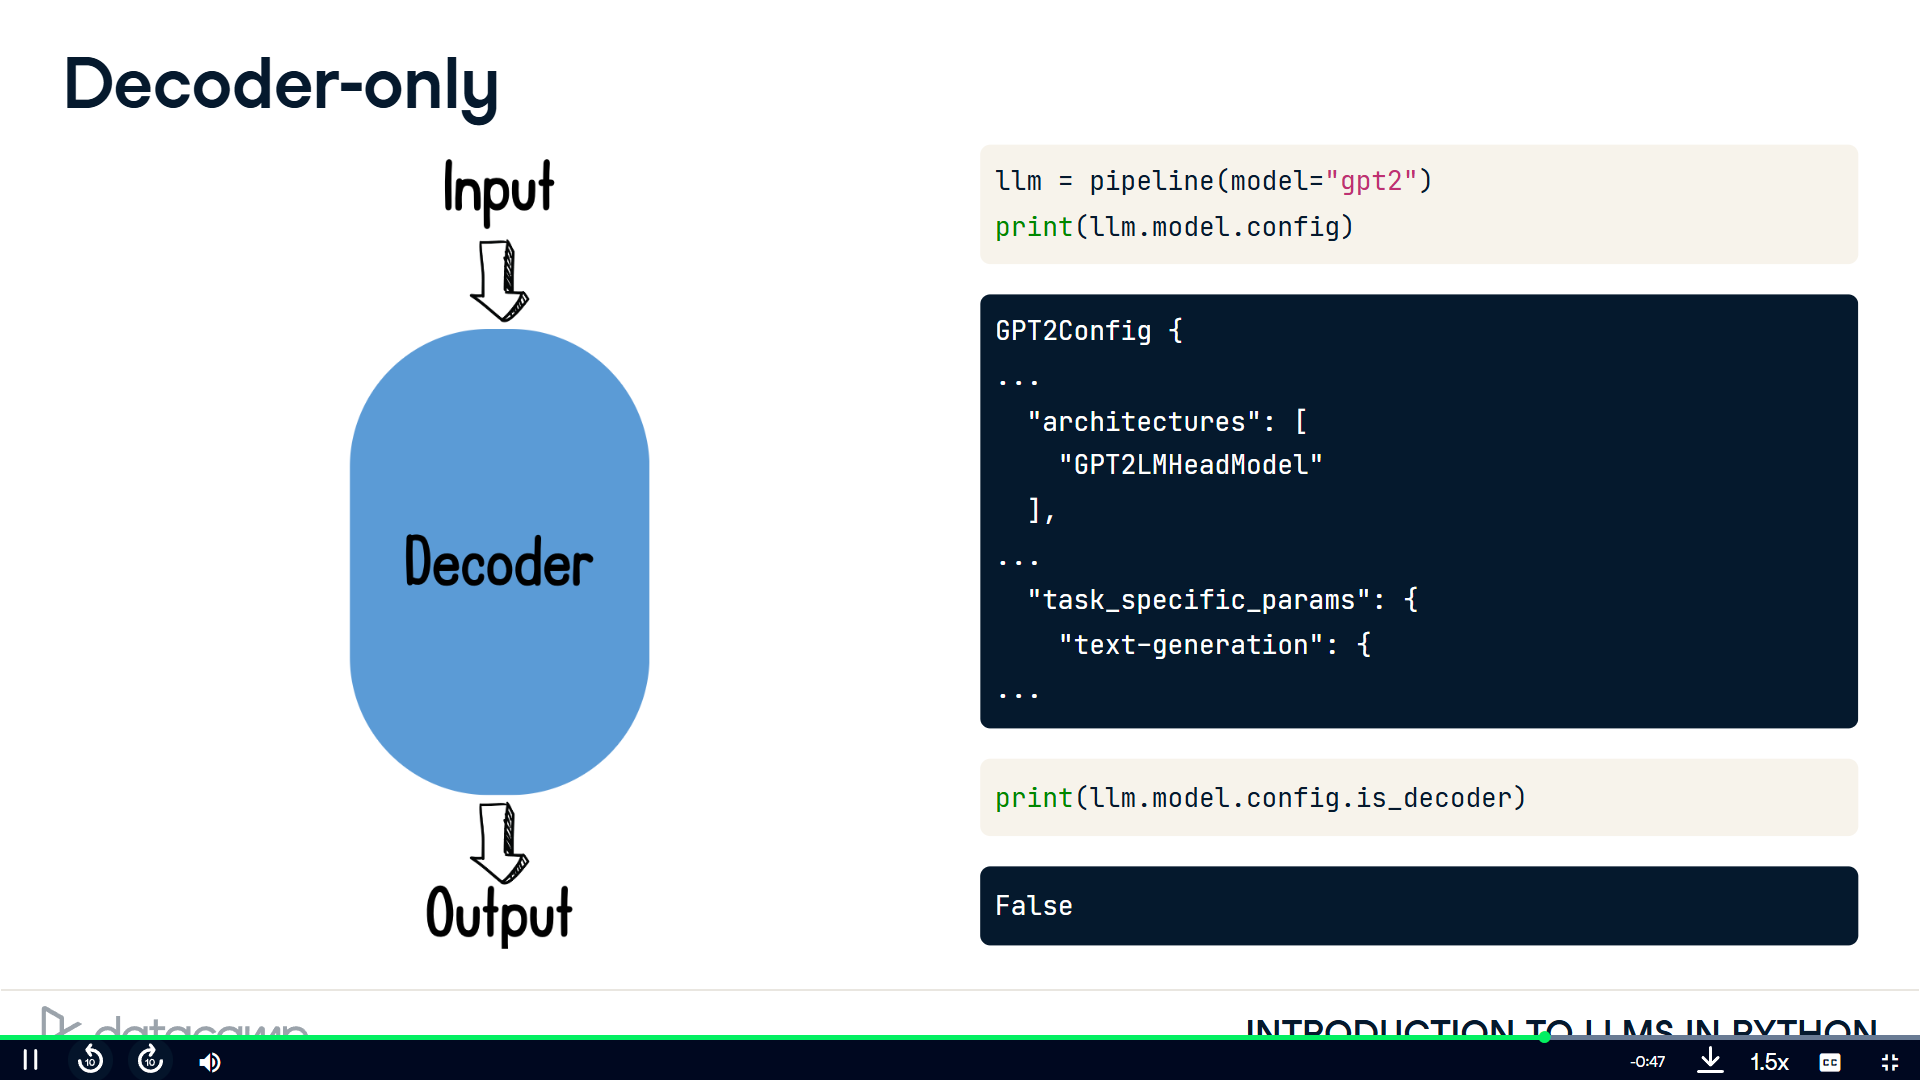 Decoder-only
Input
Decoder
Output
llm = pipeline(model="gpt2")
print(llm.model.config)
GPT2Config {
...
"architectures": [
"GPT2LMHeadModel"
],
...
"task_specific_params": {
"text-generation": {
...
print(llm.model.config.is_decoder)
False
datacamp
INTRODUCTION TO LLMS IN PYTHON
10
10
-0:47
1.5x
CC